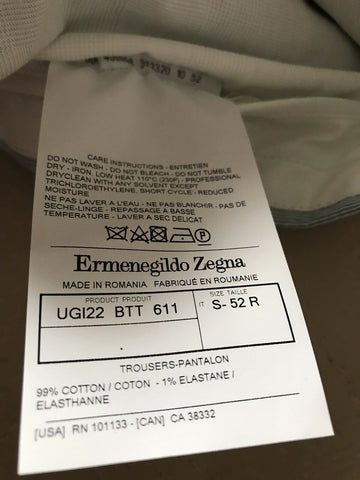 10 52
CARE INSTRUCTIONS - ENTRETIEN
DO NOT WASH - DO NOT BLEACH - DO NOT TUMBLE
DRY - IRON, LOW HEAT 110°C (230F) - PROFESSIONAL
DRYCLEAN WITH ANY SOLVENT EXCEPT
TRICHLOROETHYLENE, SHORT CYCLE - REDUCED
MOISTURE
NE PAS LAVER A L'EAU - NE PAS BLANCHIR - PAS DE
SECHE-LINGE - REPASSAGE A BASSE
TEMPERATURE - LAVER A SEC DELICAT
P
Ermenegildo Zegna
MADE IN ROMANIA FABRIQUÉ EN ROUMANIE
PRODUCT PRODUIT SIZE TAILLE
UGI22 BTT 611 IT S- 52 R
TROUSERS-PANTALON
99% COTTON / COTON - 1% ELASTANE /
ELASTHANNE
[USA] RN 101133 - [CAN] CA 38332